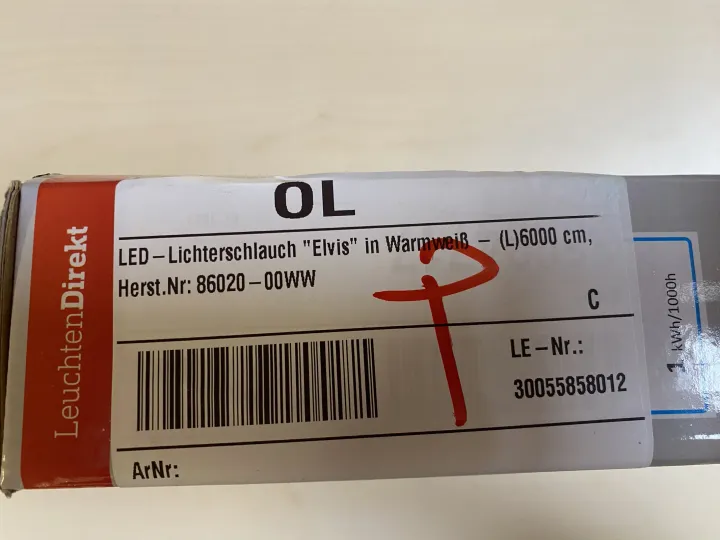 LeuchtenDirekt
OL
LED-Lichterschlauch "Elvis" in Warmweiß - (L)6000 cm,
Herst.Nr: 86020-00WW
C
P
LE-Nr.:
30055858012
ArNr:
1 kWh/1000h